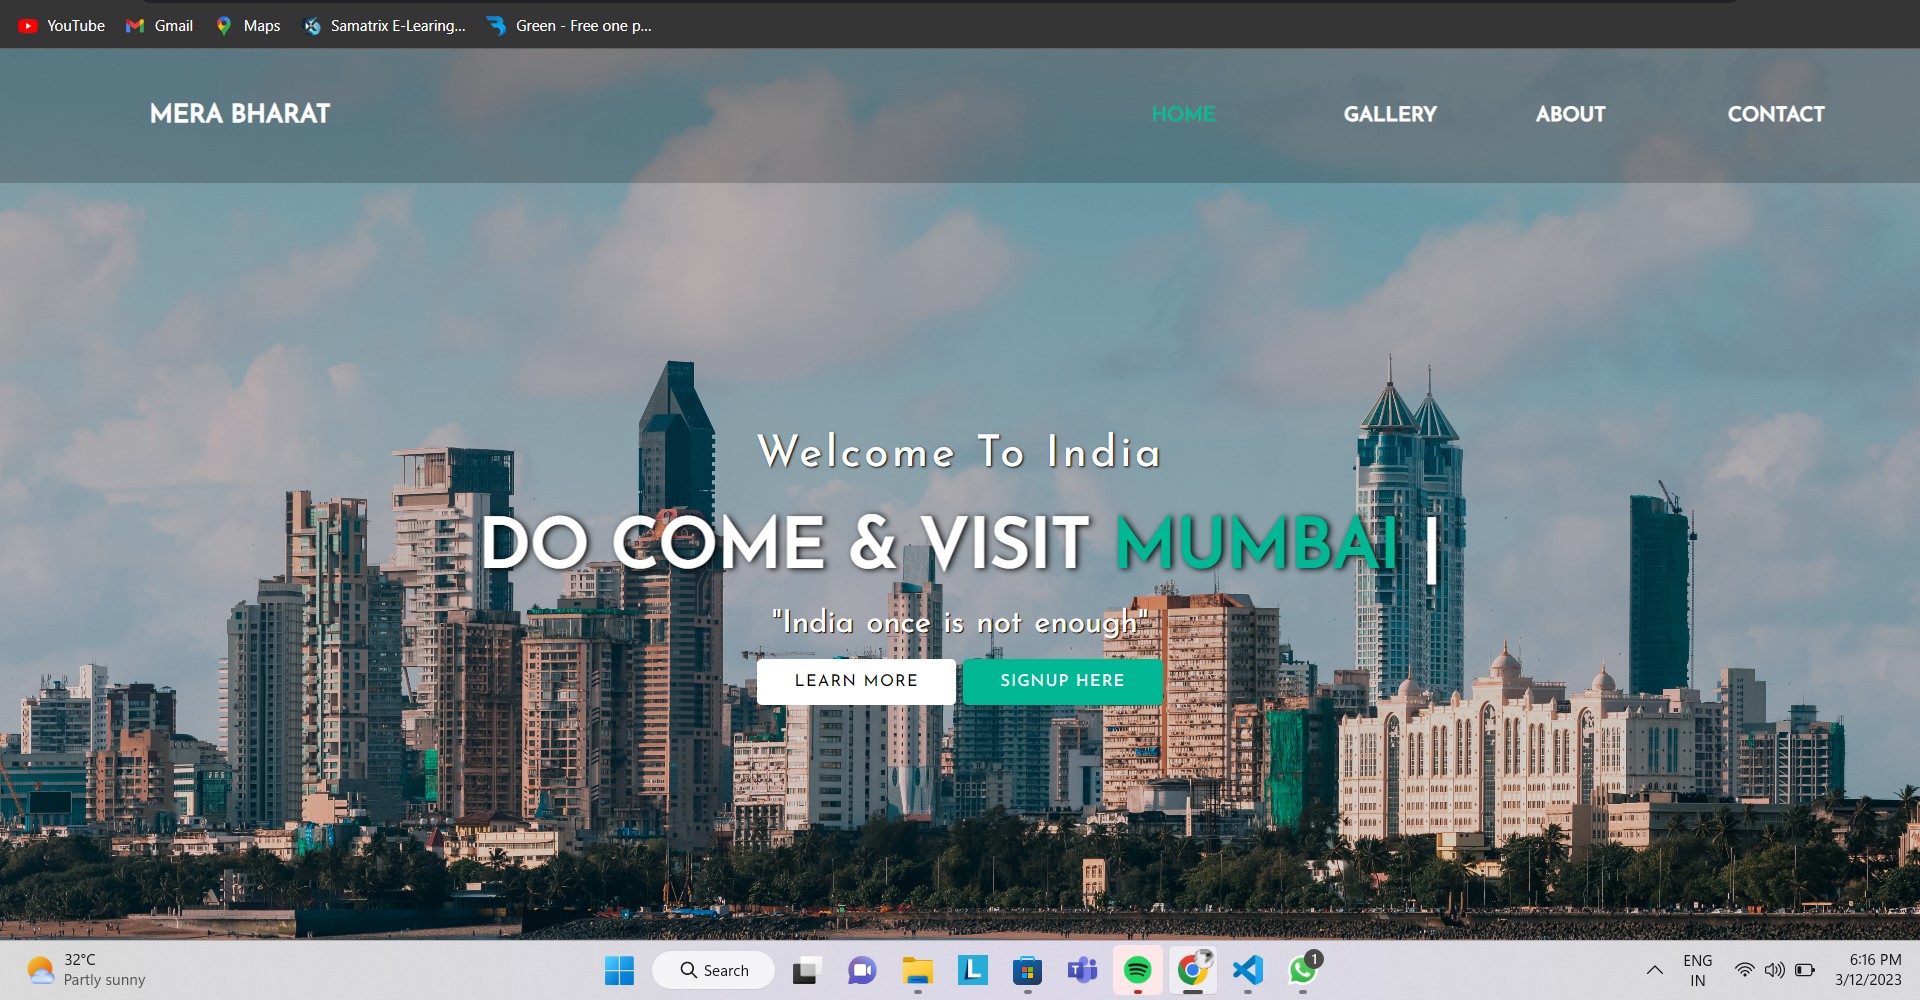 YouTube Gmail Maps Samatrix E-Learing... Green - Free one p...
MERA BHARAT HOME GALLERY ABOUT CONTACT
Welcome To India
DO COME & VISIT MUMBAI |
"India once is not enough"
LEARN MORE SIGNUP HERE
32°C
Partly sunny
Search
1
ENG
IN
6:16 PM
3/12/2023